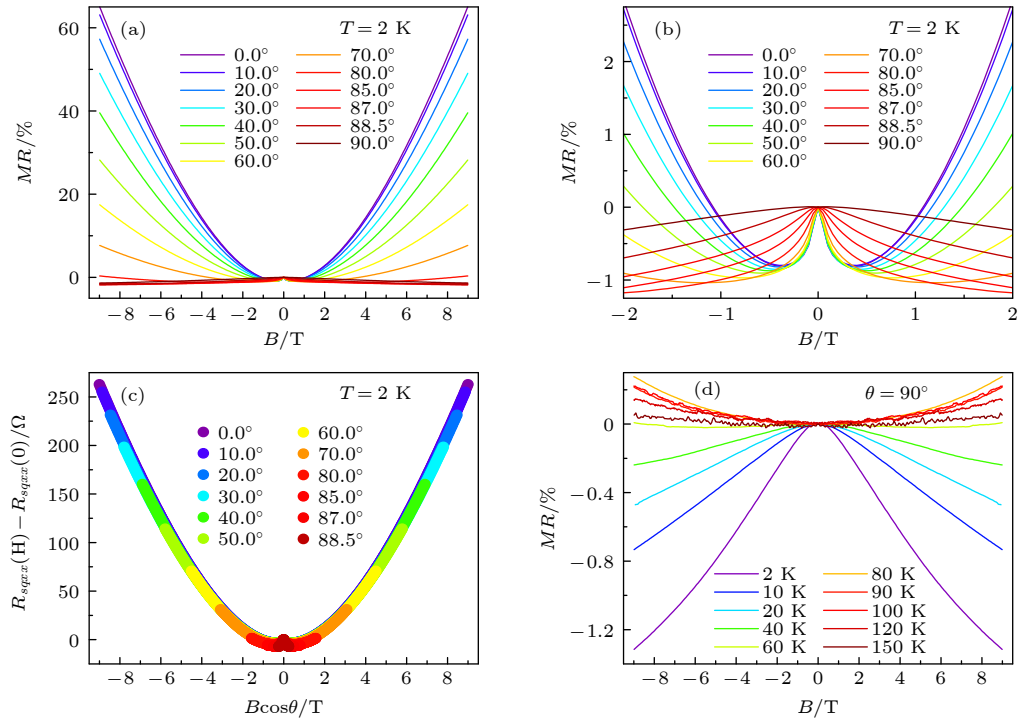 (a)
T = 2 K
0.0°
10.0°
20.0°
30.0°
40.0°
50.0°
60.0°
70.0°
80.0°
85.0°
87.0°
88.5°
90.0°
MR/%
60
40
20
0
−8 −6 −4 −2 0 2 4 6 8
B/T
(b)
T = 2 K
0.0°
10.0°
20.0°
30.0°
40.0°
50.0°
60.0°
70.0°
80.0°
85.0°
87.0°
88.5°
90.0°
MR/%
2
1
0
−1
−2 −1 0 1 2
B/T
(c)
T = 2 K
0.0°
10.0°
20.0°
30.0°
40.0°
50.0°
60.0°
70.0°
80.0°
85.0°
87.0°
88.5°
R_sqxx(H) − R_sqxx(0)/Ω
250
200
150
100
50
0
−8 −6 −4 −2 0 2 4 6 8
Bcosθ/T
(d)
θ = 90°
MR/%
0
−0.4
−0.8
−1.2
2 K
10 K
20 K
40 K
60 K
80 K
90 K
100 K
120 K
150 K
−8 −6 −4 −2 0 2 4 6 8
B/T